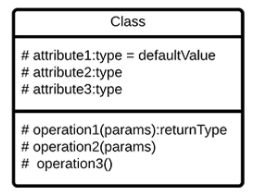 Class
# attribute1:type = defaultValue
# attribute2:type
# attribute3:type
# operation1(params):returnType
# operation2(params)
# operation3()